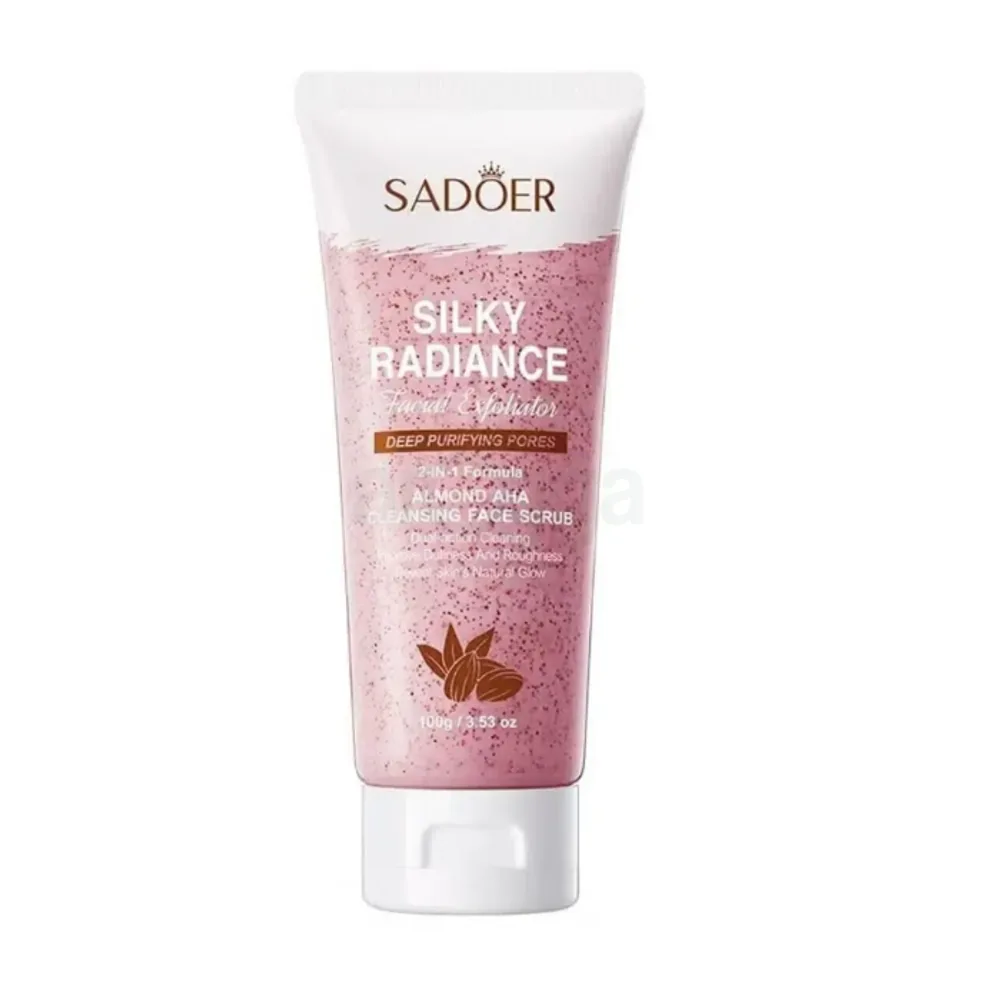 SADOER
SILKY
RADIANCE
Facial Exfoliator
DEEP PURIFYING PORES
2-IN-1 Formula
ALMOND AHA
CLEANSING FACE SCRUB
Dual-action Cleaning
Dullness And Roughness
Skin & Natural Glow
100g / 3.53 oz